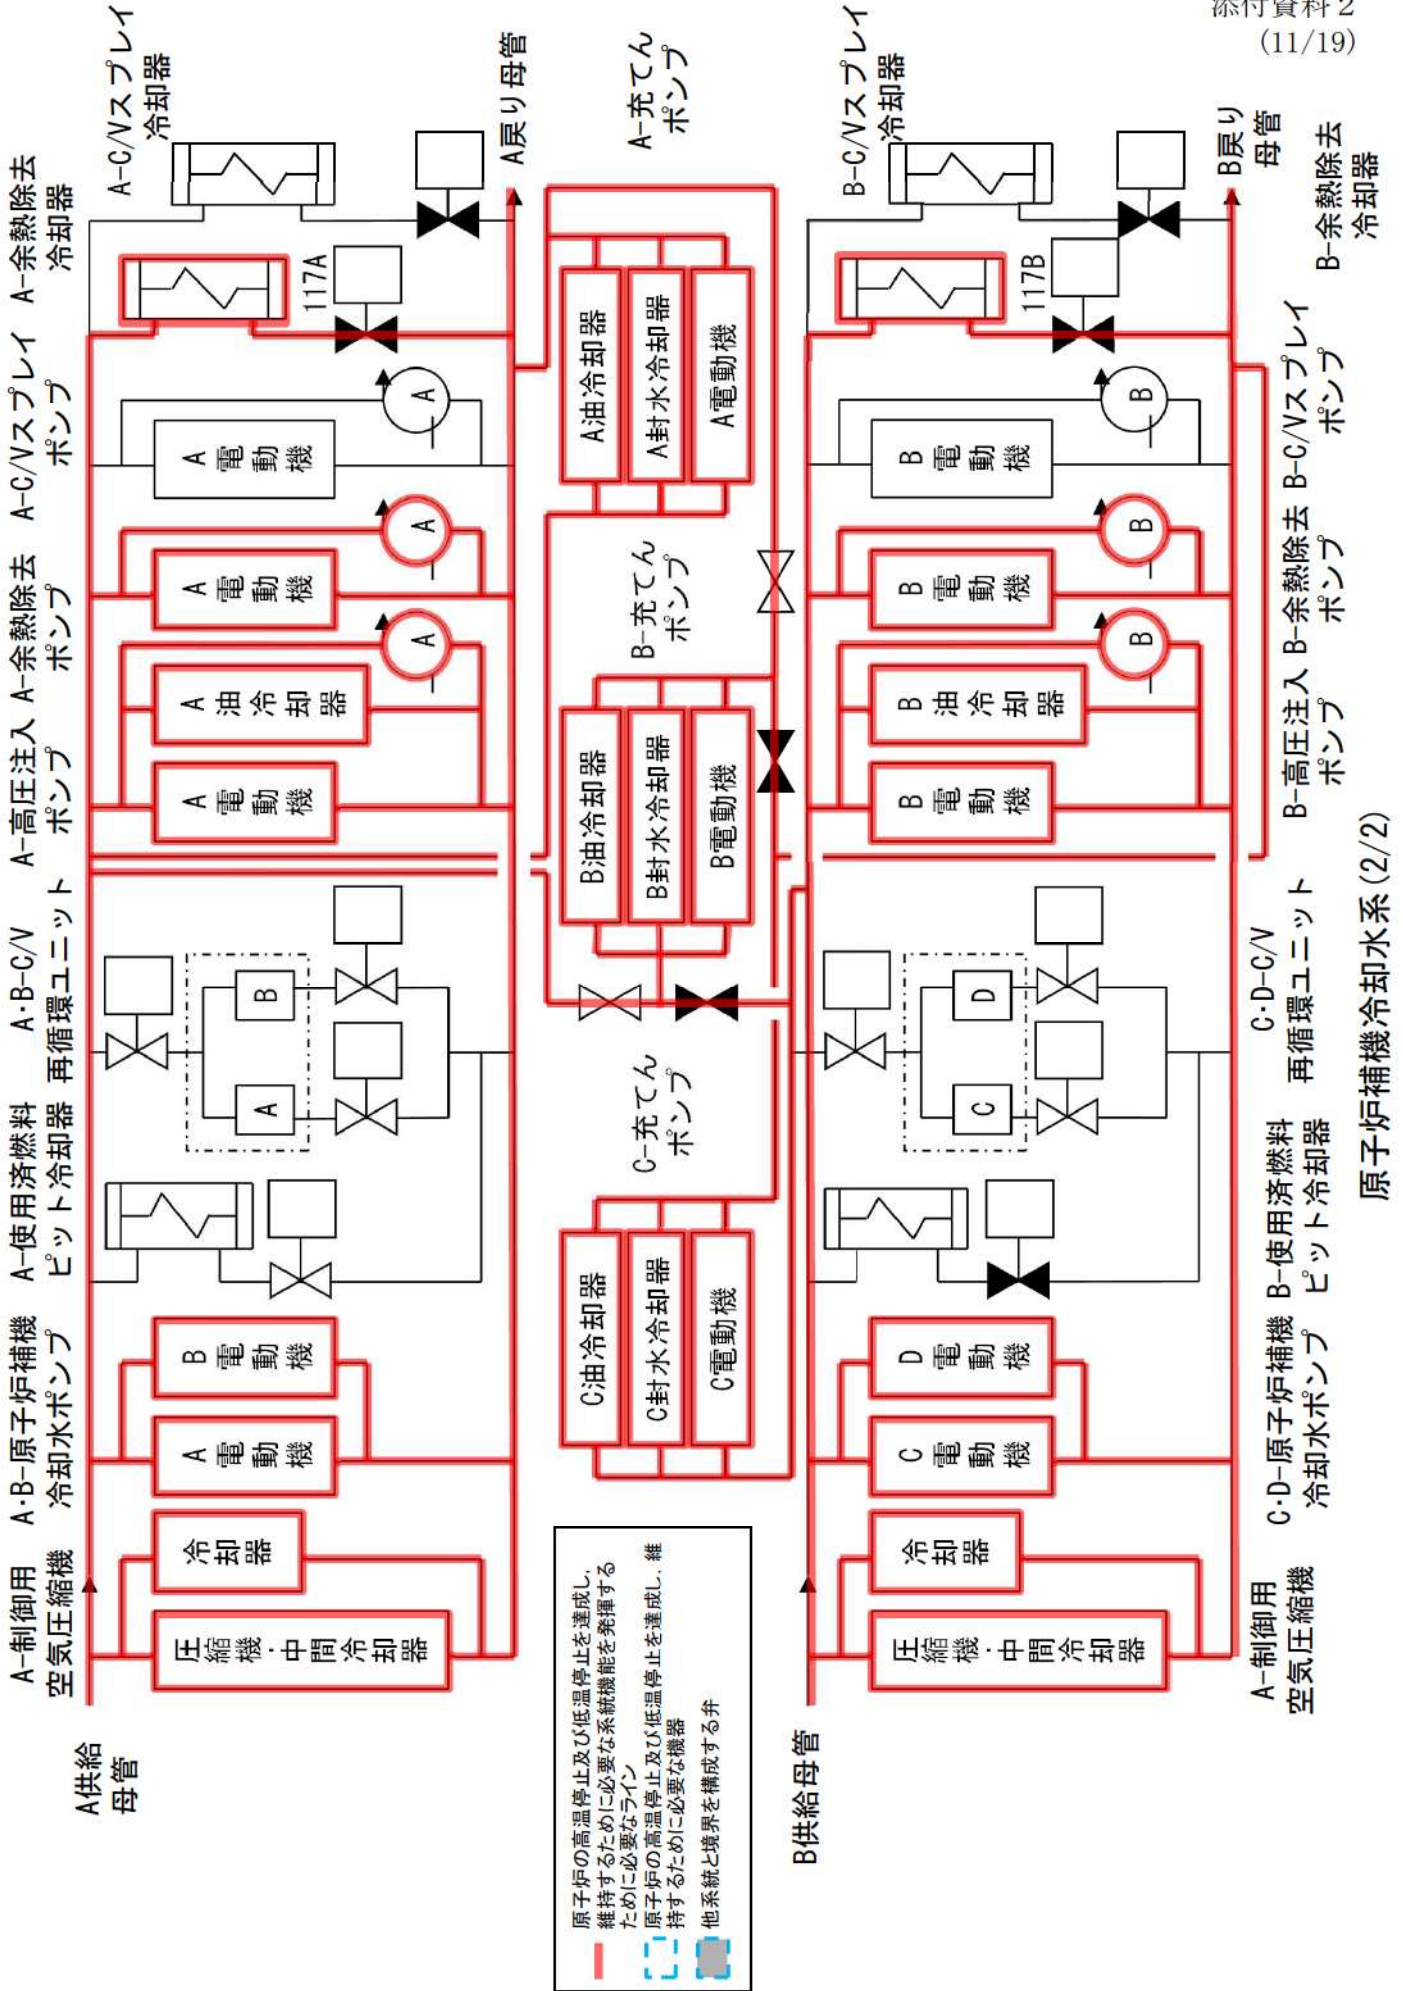 添付資料2
(11/19)
A-制御用
空気圧縮機
A・B-原子炉補機
冷却水ポンプ
A-使用済燃料
ピット冷却器
A・B-C/V
再循環ユニット
A-高圧注入
ポンプ
A-余熱除去
ポンプ
A-C/Vスプレイ
ポンプ
A-余熱除去
冷却器
A-C/Vスプレイ
冷却器
A供給
母管
圧縮機・中間冷却器
冷却器
A電動機
B電動機
A
B
A電動機
A油冷却器
A
A電動機
A
A電動機
A
117A
A戻り母管
C-充てん
ポンプ
C油冷却器
C封水冷却器
C電動機
B-充てん
ポンプ
B油冷却器
B封水冷却器
B電動機
A-充てん
ポンプ
A油冷却器
A封水冷却器
A電動機
原子炉の高温停止及び低温停止を達成し,
維持するために必要な系統機能を発揮する
ために必要なライン
原子炉の高温停止及び低温停止を達成し, 維
持するために必要な機器
他系統と境界を構成する弁
B供給母管
圧縮機・中間冷却器
冷却器
C電動機
D電動機
C
D
B電動機
B油冷却器
B
B電動機
B
B電動機
B
117B
B-C/Vスプレイ
冷却器
B戻り
母管
A-制御用
空気圧縮機
C・D-原子炉補機
冷却水ポンプ
B-使用済燃料
ピット冷却器
C・D-C/V
再循環ユニット
B-高圧注入
ポンプ
B-余熱除去
ポンプ
B-C/Vスプレイ
ポンプ
B-余熱除去
冷却器
原子炉補機冷却水系(2/2)